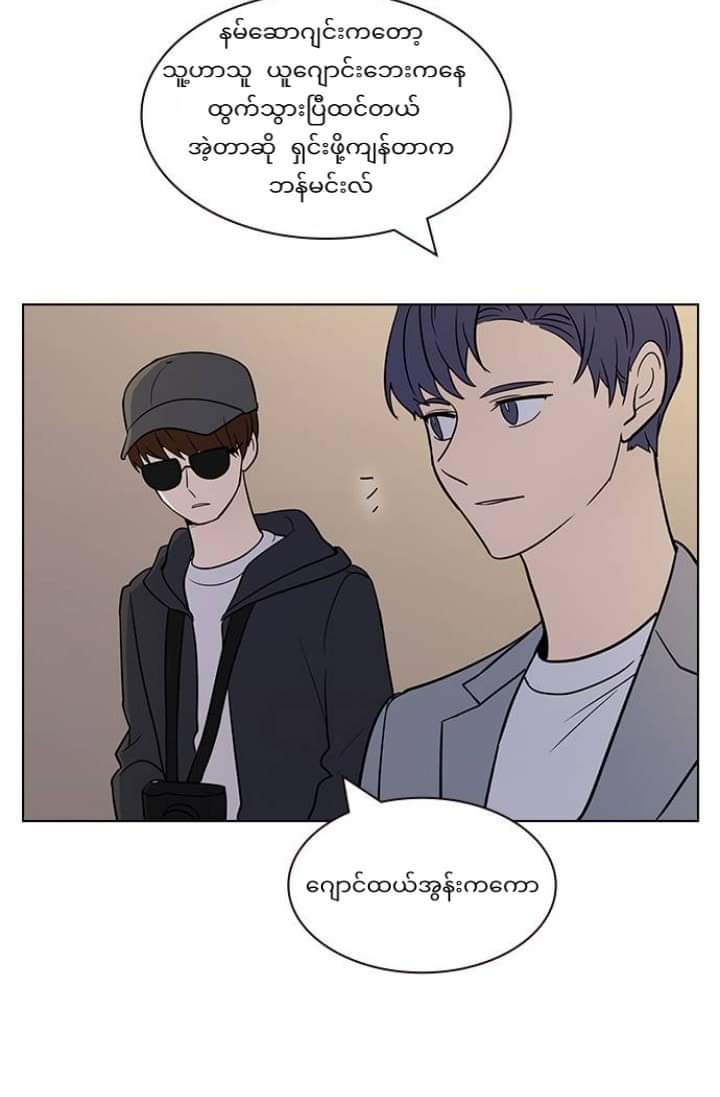 နမ်ဆောဂျင်းကတော့
သူ့ဟာသူ ယူဂျောင်းဘေးကနေ
ထွက်သွားပြီထင်တယ်
အဲ့တာဆို ရှင်းဖို့ကျန်တာက
ဘန်မင်းလ်
ဂျောင်ထယ်အွန်းကကော